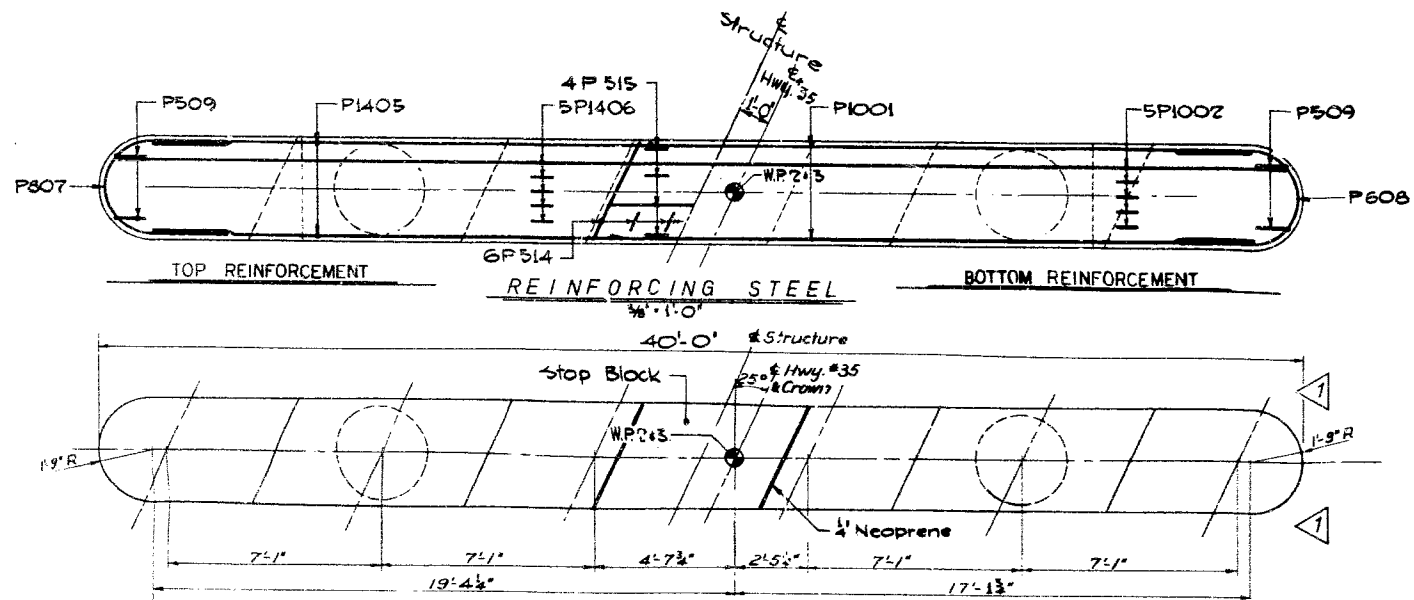 ℄
Structure
℄
Hwy. 35
1'-0"
4 P 515
P509
P1405
5P1406
P1001
5P1002
P509
P807
W.P. 2&3
P608
6P514
TOP REINFORCEMENT
REINFORCING STEEL
BOTTOM REINFORCEMENT
3/8" = 1'-0"
40'-0"
℄ Structure
Stop Block
25°
℄ Hwy. #35
& Crown
1
W.P. 2&3
1'-9" R
1'-9" R
1
1/4" Neoprene
7'-1"
7'-1"
4'-7 3/4"
2'-5 1/4"
7'-1"
7'-1"
19'-4 1/4"
17'-1 3/4"